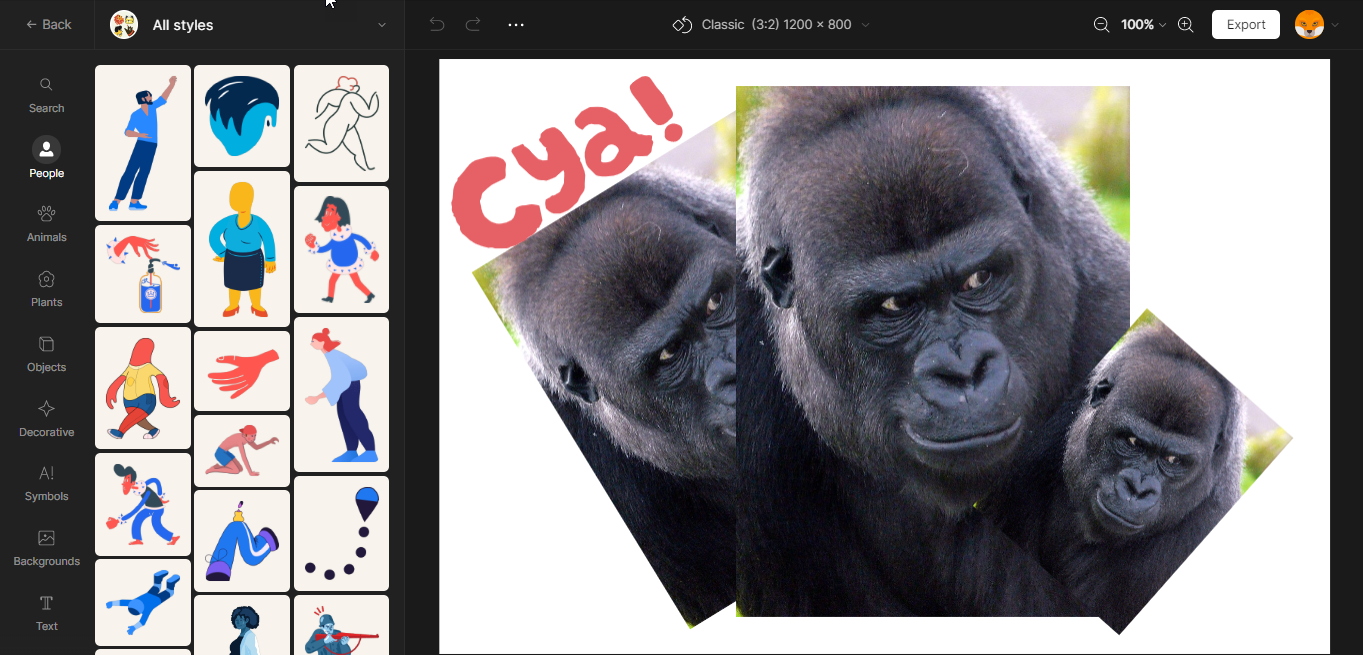 Back
All styles
Classic (3:2) 1200 × 800
100%
Export
Search
People
Animals
Plants
Objects
Decorative
A!
Symbols
Backgrounds
T
Text
Cya!